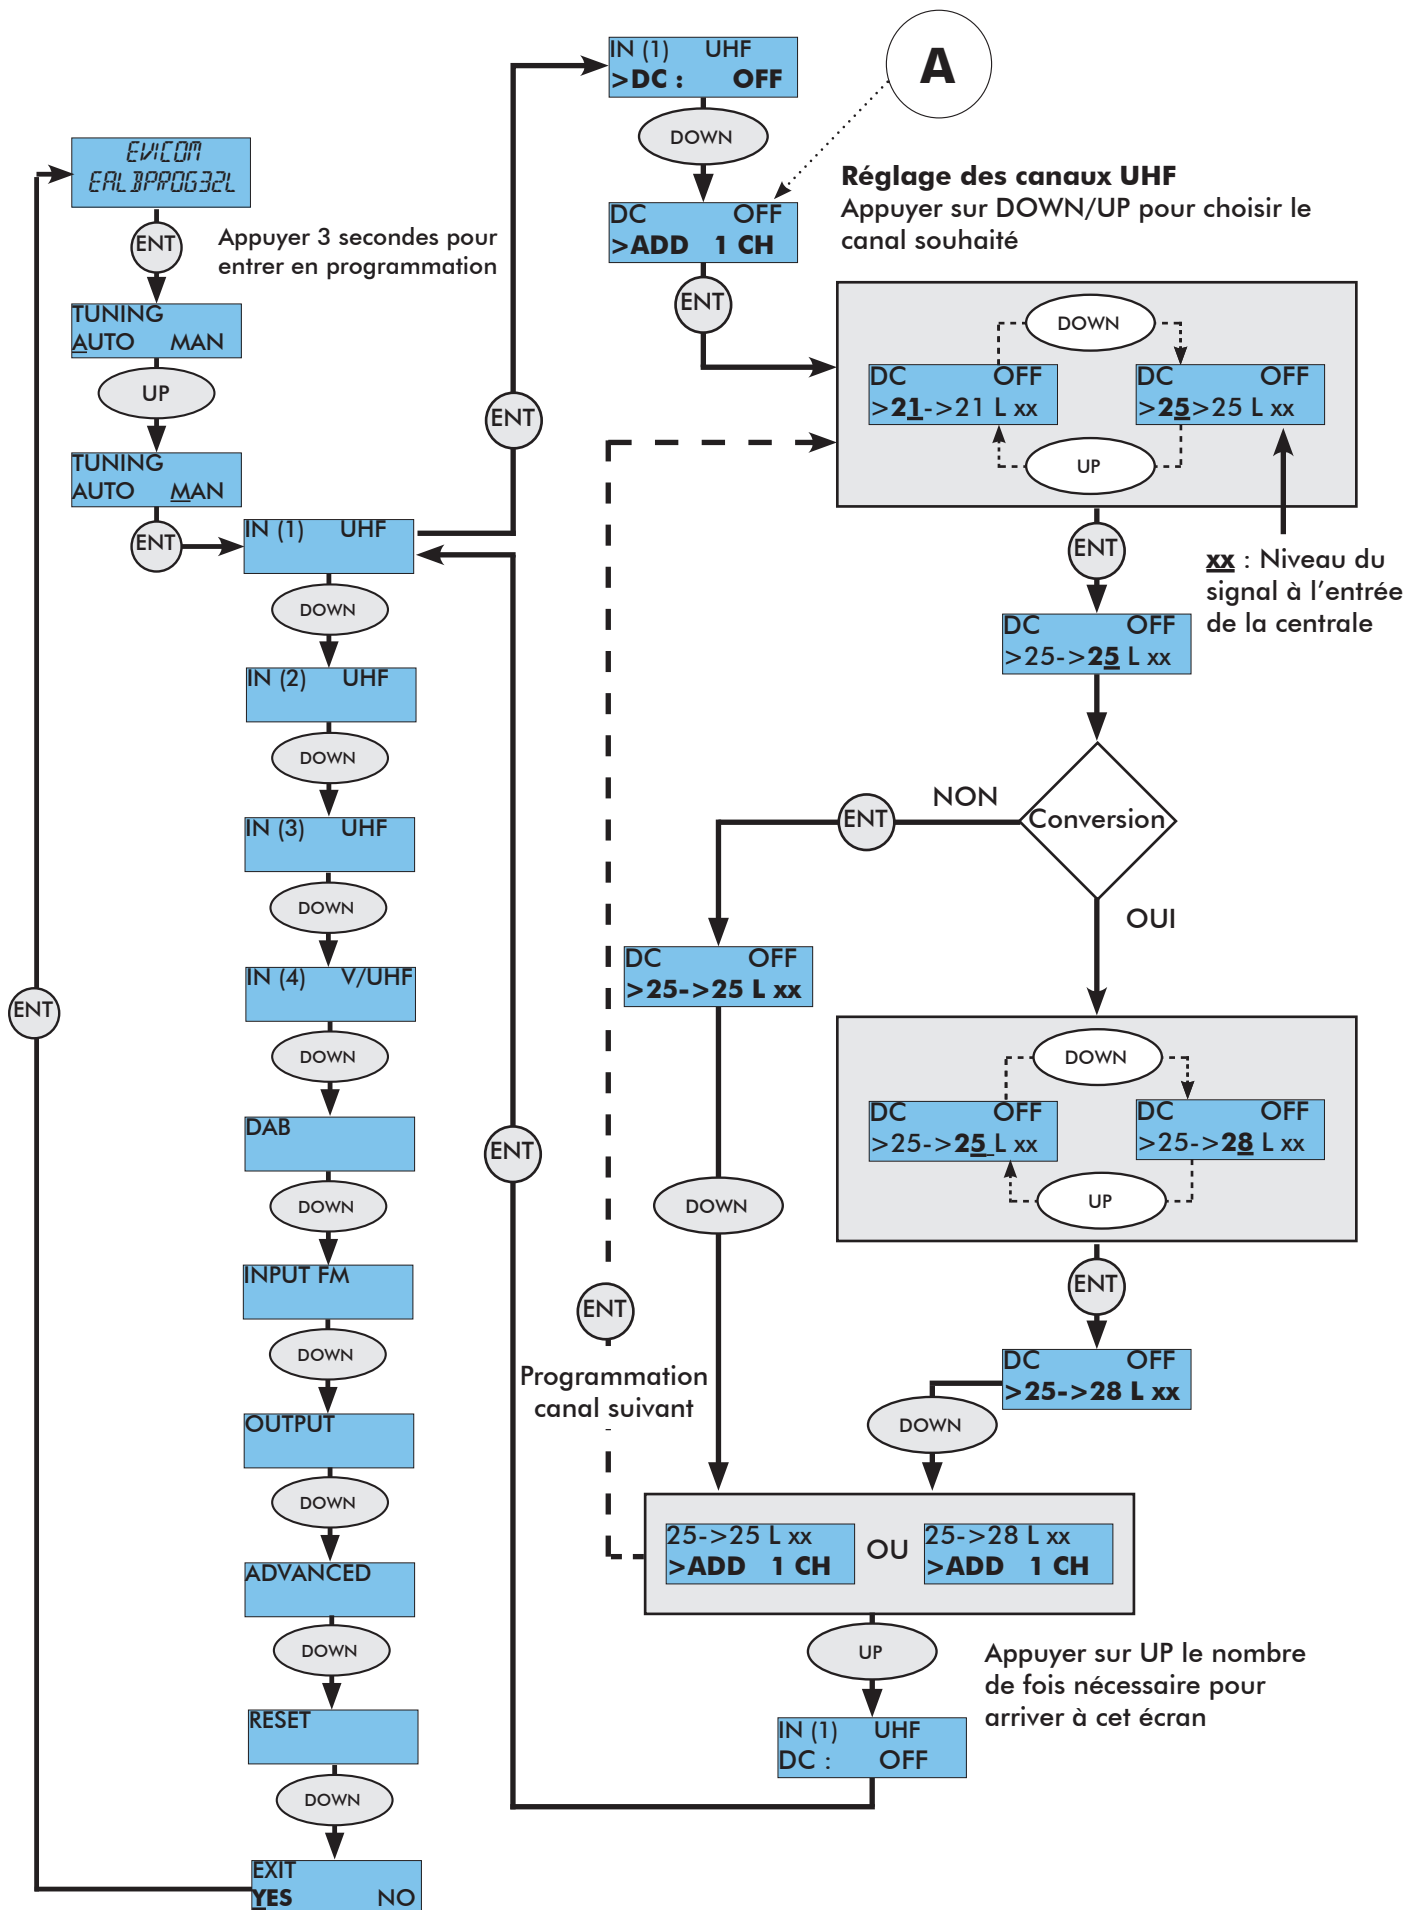 EVICOM
EALBPROG32L
ENT
Appuyer 3 secondes pour
entrer en programmation
TUNING
AUTO MAN
UP
TUNING
AUTO MAN
ENT
IN (1) UHF
DOWN
IN (2) UHF
DOWN
IN (3) UHF
DOWN
IN (4) V/UHF
DOWN
DAB
DOWN
INPUT FM
DOWN
OUTPUT
DOWN
ADVANCED
DOWN
RESET
DOWN
EXIT
YES NO
ENT
ENT
IN (1) UHF
>DC : OFF
DOWN
A
DC OFF
>ADD 1 CH
ENT
Réglage des canaux UHF
Appuyer sur DOWN/UP pour choisir le
canal souhaité
DOWN
DC OFF
>21->21 L xx
DC OFF
>25>25 L xx
UP
ENT
xx : Niveau du
signal à l’entrée
de la centrale
DC OFF
>25->25 L xx
Conversion
NON
ENT
OUI
DC OFF
>25->25 L xx
DOWN
DOWN
DC OFF
>25->25_L xx
DC OFF
>25->28 L xx
UP
ENT
DC OFF
>25->28 L xx
DOWN
ENT
Programmation
canal suivant
25->25 L xx
>ADD 1 CH
OU
25->28 L xx
>ADD 1 CH
UP
Appuyer sur UP le nombre
de fois nécessaire pour
arriver à cet écran
IN (1) UHF
DC : OFF
ENT